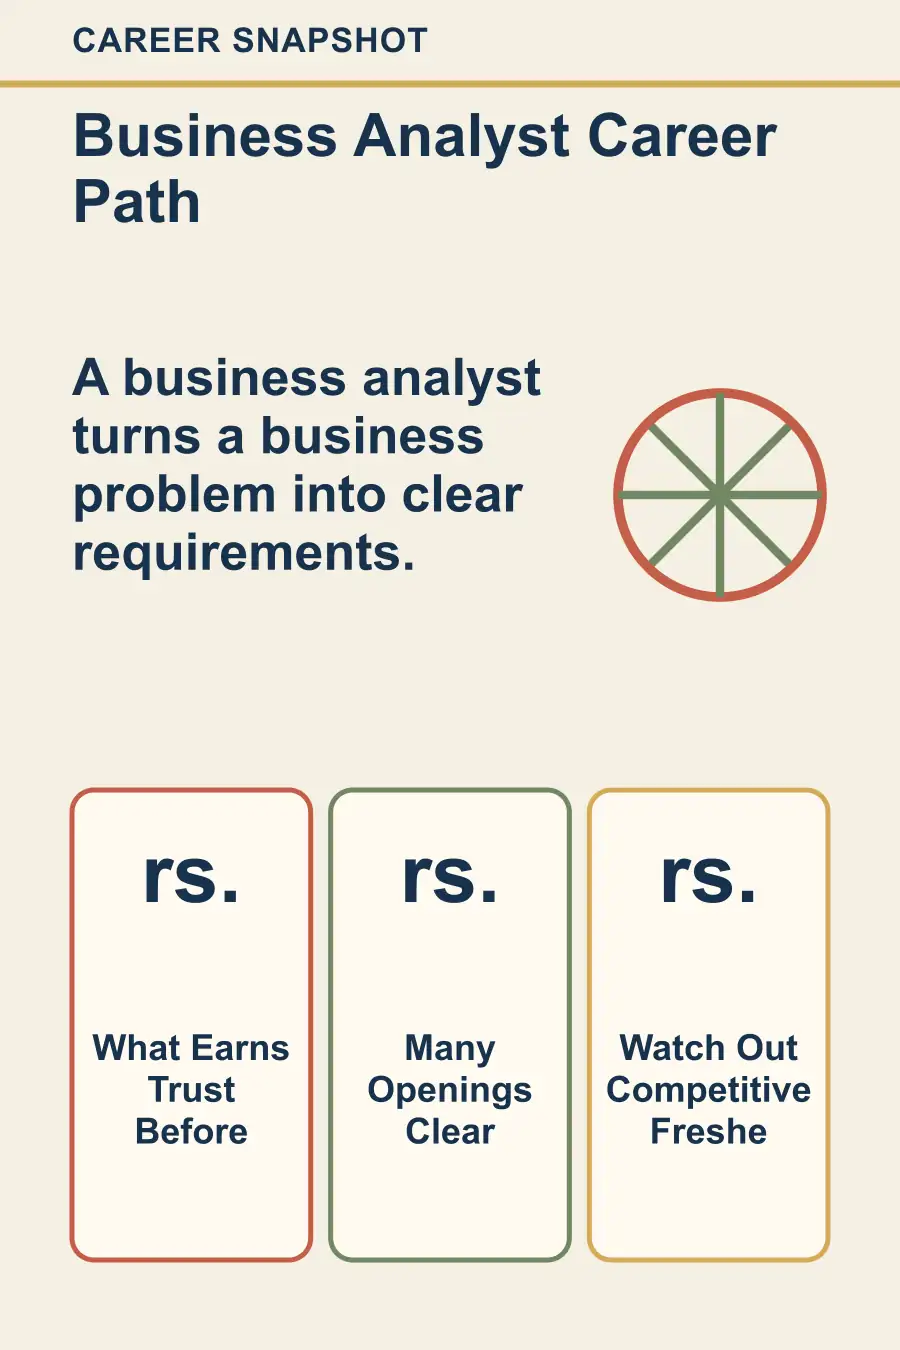 CAREER SNAPSHOT
Business Analyst Career
Path
A business analyst
turns a business
problem into clear
requirements.
rs.
What Earns
Trust
Before
rs.
Many
Openings
Clear
rs.
Watch Out
Competitive
Freshe